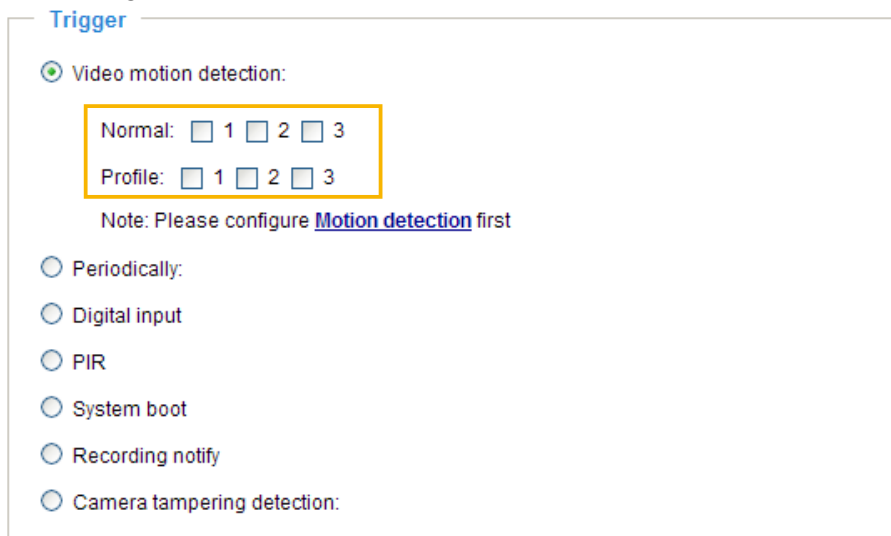 Trigger
Video motion detection:
Normal: 1 2 3
Profile: 1 2 3
Note: Please configure Motion detection first
Periodically:
Digital input
PIR
System boot
Recording notify
Camera tampering detection: